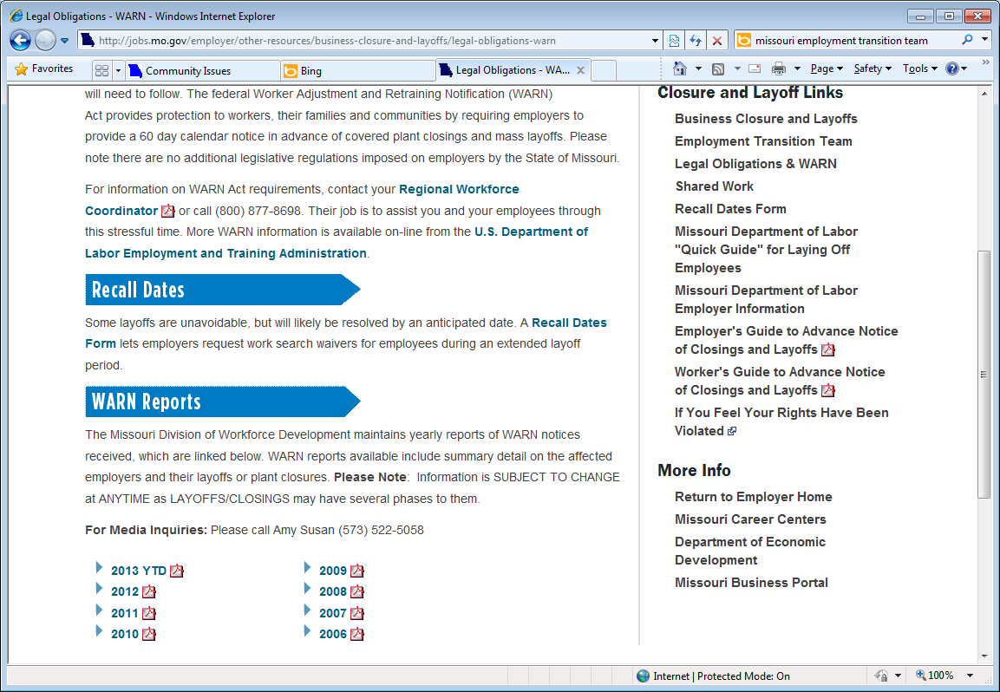 Legal Obligations - WARN - Windows Internet Explorer
http://jobs.mo.gov/employer/other-resources/business-closure-and-layoffs/legal-obligations-warn
missouri employment transition team
Favorites
Community Issues
Bing
Legal Obligations - WA...
Page
Safety
Tools
will need to follow. The federal Worker Adjustment and Retraining Notification (WARN)
Act provides protection to workers, their families and communities by requiring employers to
provide a 60 day calendar notice in advance of covered plant closings and mass layoffs. Please
note there are no additional legislative regulations imposed on employers by the State of Missouri.
For information on WARN Act requirements, contact your Regional Workforce
Coordinator or call (800) 877-8698. Their job is to assist you and your employees through
this stressful time. More WARN information is available on-line from the U.S. Department of
Labor Employment and Training Administration.
Recall Dates
Some layoffs are unavoidable, but will likely be resolved by an anticipated date. A Recall Dates
Form lets employers request work search waivers for employees during an extended layoff
period.
WARN Reports
The Missouri Division of Workforce Development maintains yearly reports of WARN notices
received, which are linked below. WARN reports available include summary detail on the affected
employers and their layoffs or plant closures. Please Note:  Information is SUBJECT TO CHANGE
at ANYTIME as LAYOFFS/CLOSINGS may have several phases to them.
For Media Inquiries: Please call Amy Susan (573) 522-5058
2013 YTD
2012
2011
2010
2009
2008
2007
2006
Closure and Layoff Links
Business Closure and Layoffs
Employment Transition Team
Legal Obligations & WARN
Shared Work
Recall Dates Form
Missouri Department of Labor
"Quick Guide" for Laying Off
Employees
Missouri Department of Labor
Employer Information
Employer's Guide to Advance Notice
of Closings and Layoffs
Worker's Guide to Advance Notice
of Closings and Layoffs
If You Feel Your Rights Have Been
Violated
More Info
Return to Employer Home
Missouri Career Centers
Department of Economic
Development
Missouri Business Portal
Internet | Protected Mode: On
100%